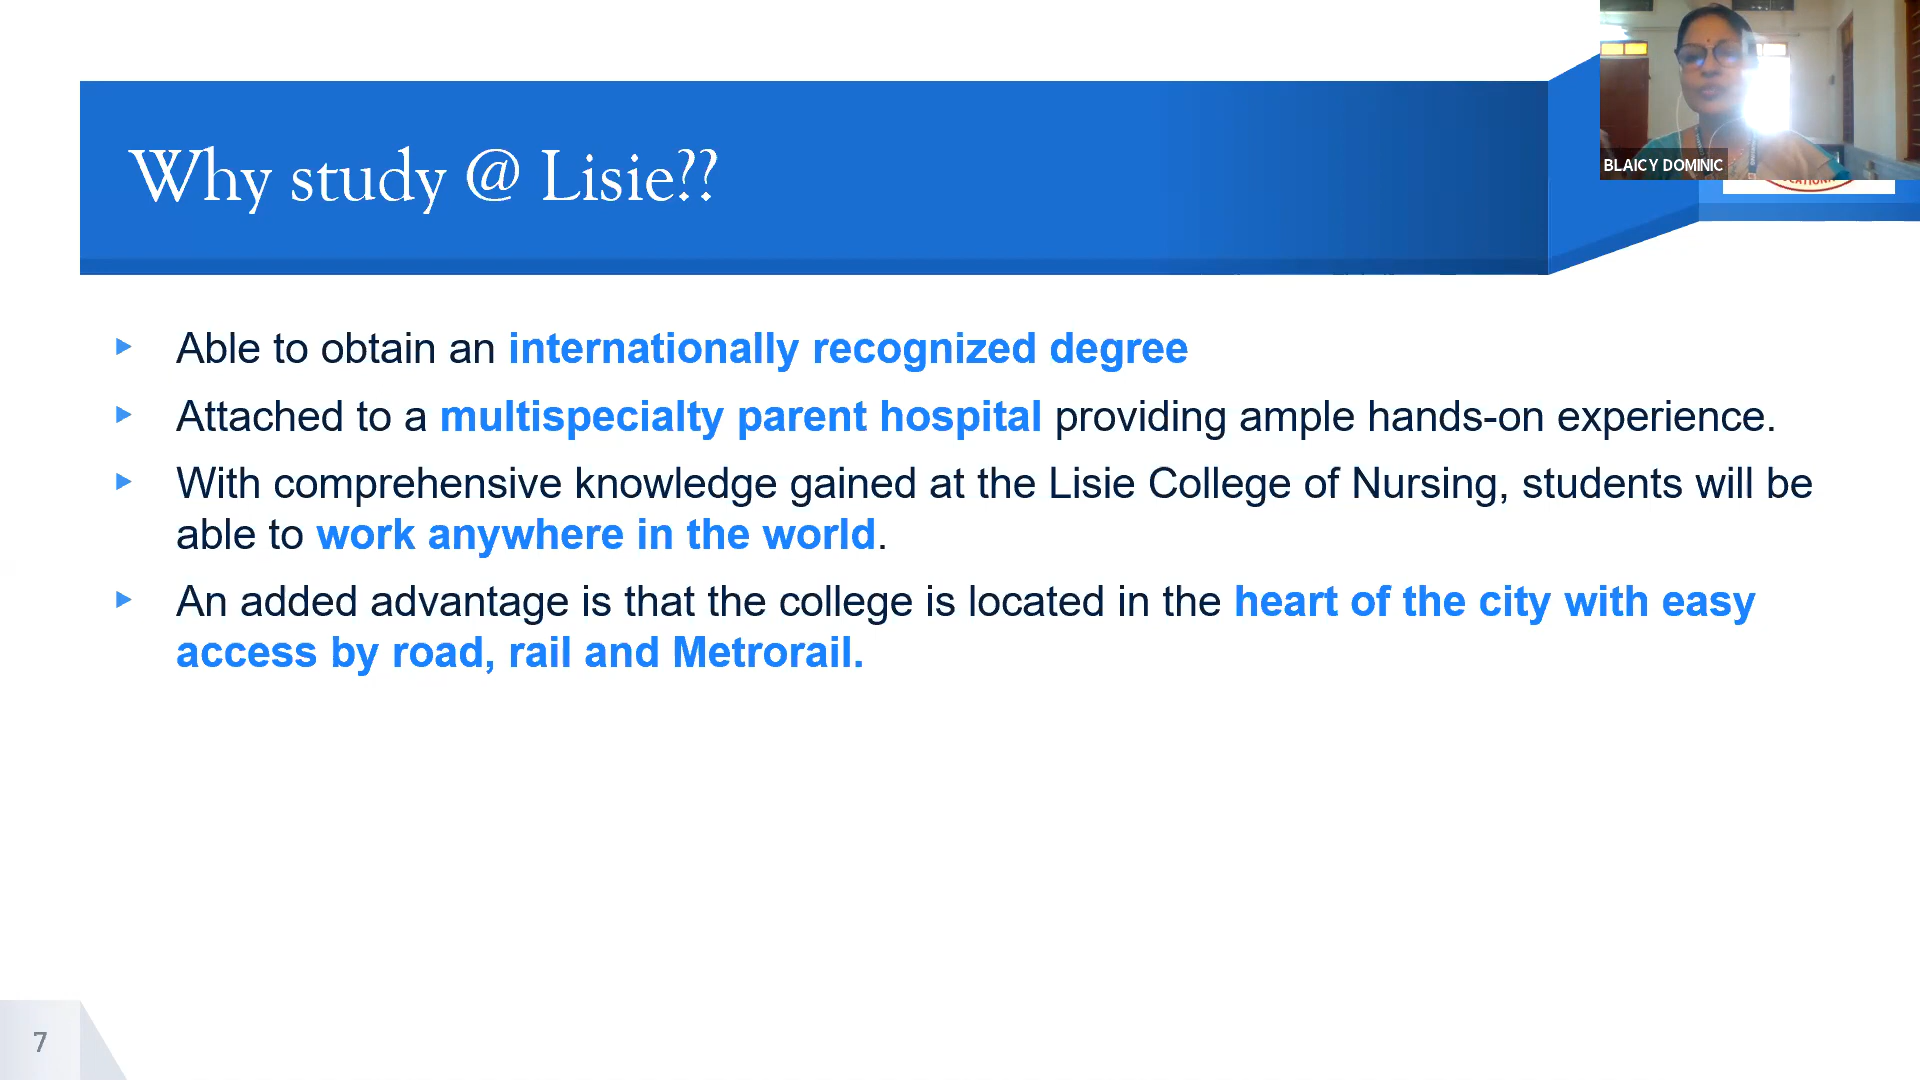 Why study @ Lisie??
BLAICY DOMINIC
Able to obtain an internationally recognized degree
Attached to a multispecialty parent hospital providing ample hands-on experience.
With comprehensive knowledge gained at the Lisie College of Nursing, students will be
able to work anywhere in the world.
An added advantage is that the college is located in the heart of the city with easy
access by road, rail and Metrorail.
7